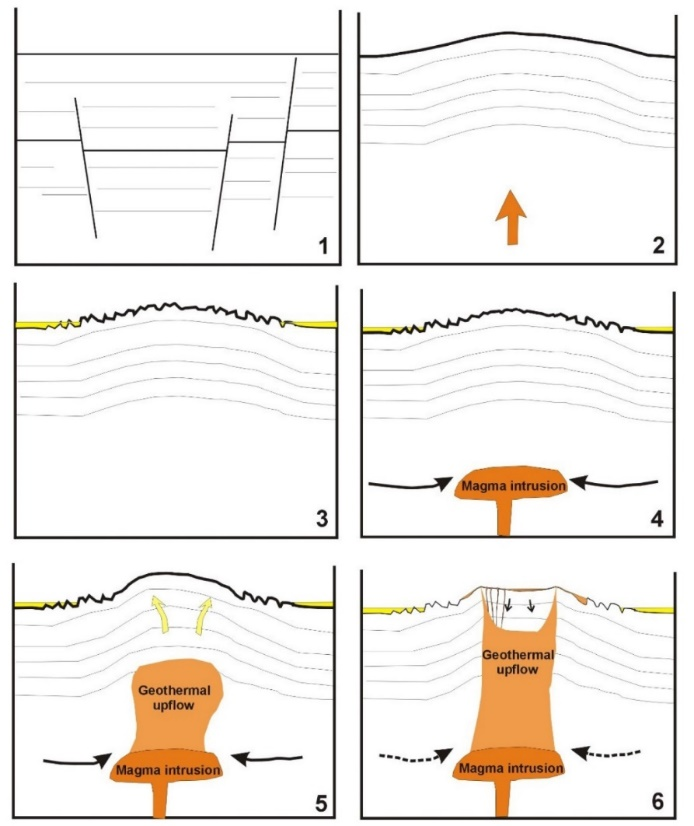 1
2
3
Magma intrusion
4
Geothermal
upflow
Magma intrusion
5
Geothermal
upflow
Magma intrusion
6